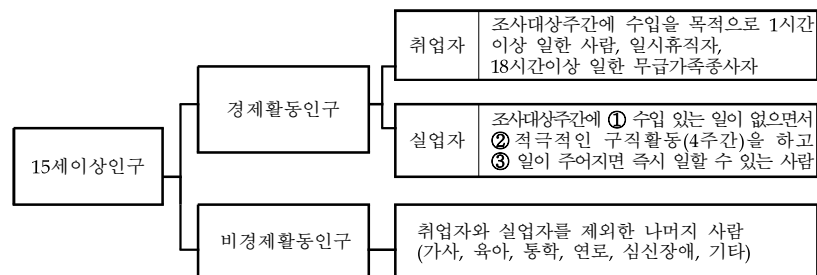 취업자
조사대상주간에 수입을 목적으로 1시간
이상 일한 사람, 일시휴직자,
18시간이상 일한 무급가족종사자
경제활동인구
실업자
조사대상주간에 ① 수입 있는 일이 없으면서
② 적극적인 구직활동(4주간)을 하고
③ 일이 주어지면 즉시 일할 수 있는 사람
15세이상인구
비경제활동인구
취업자와 실업자를 제외한 나머지 사람
(가사, 육아, 통학, 연로, 심신장애, 기타)